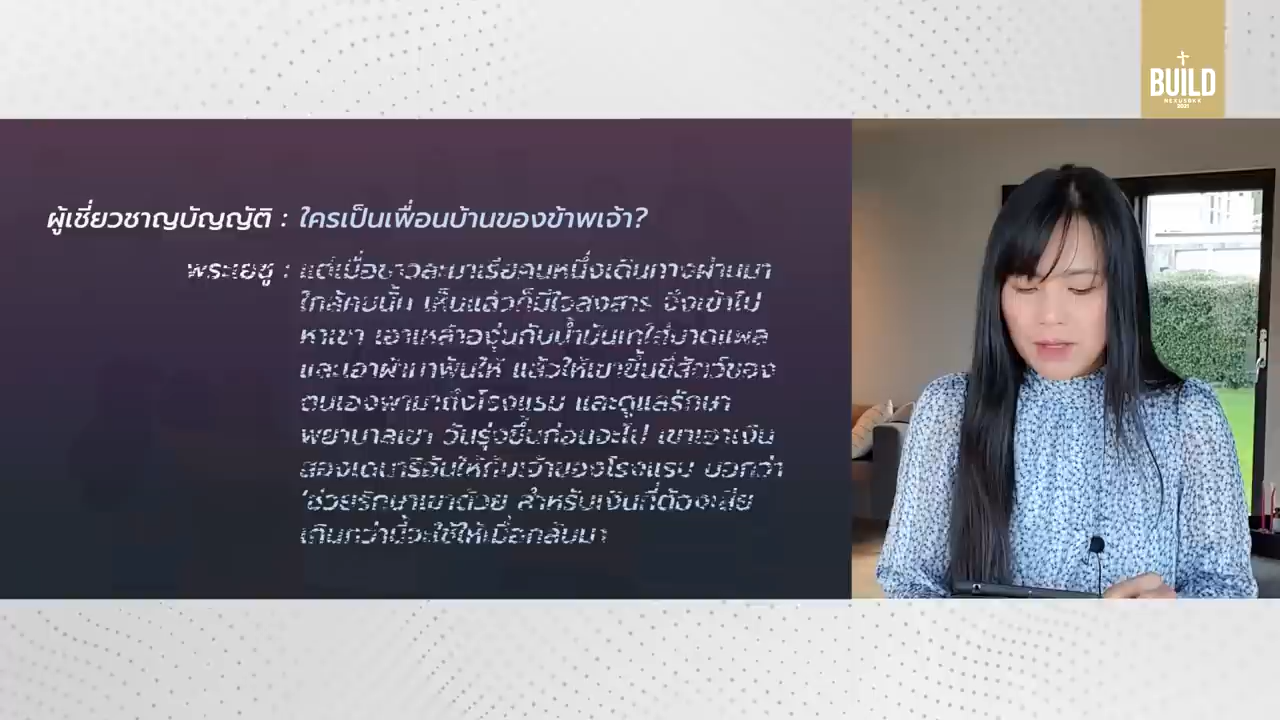 BUILD
NEXUSBKK
2021
ผู้เชี่ยวชาญบัญญัติ : ใครเป็นเพื่อนบ้านของข้าพเจ้า?
พระเยซู : แต่เมื่อชาวสะมาเรียคนหนึ่งเดินทางผ่านมา
ใกล้คนนั้น เห็นแล้วก็มีใจสงสาร จึงเข้าไป
หาเขา เอาเหล้าองุ่นกับน้ำมันเทใส่บาดแผล
และเอาผ้ามาพันให้ แล้วให้เขาขึ้นขี่สัตว์ของ
ตนเองพามาถึงโรงแรม และดูแลรักษา
พยาบาลเขา วันรุ่งขึ้นก่อนจะไป เขาเอาเงิน
สองเดนาริอันให้กับเจ้าของโรงแรม บอกว่า
‘ช่วยรักษาเขาด้วย สำหรับเงินที่ต้องเสีย
เกินกว่านี้จะใช้ให้เมื่อกลับมา